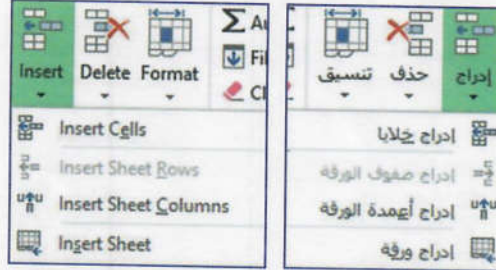 Insert Delete Format
Insert Cells
Insert Sheet Rows
Insert Sheet Columns
Insert Sheet
إدراج حذف تنسيق
إدراج خلايا
إدراج صفوف الورقة
إدراج أعمدة الورقة
إدراج ورقة